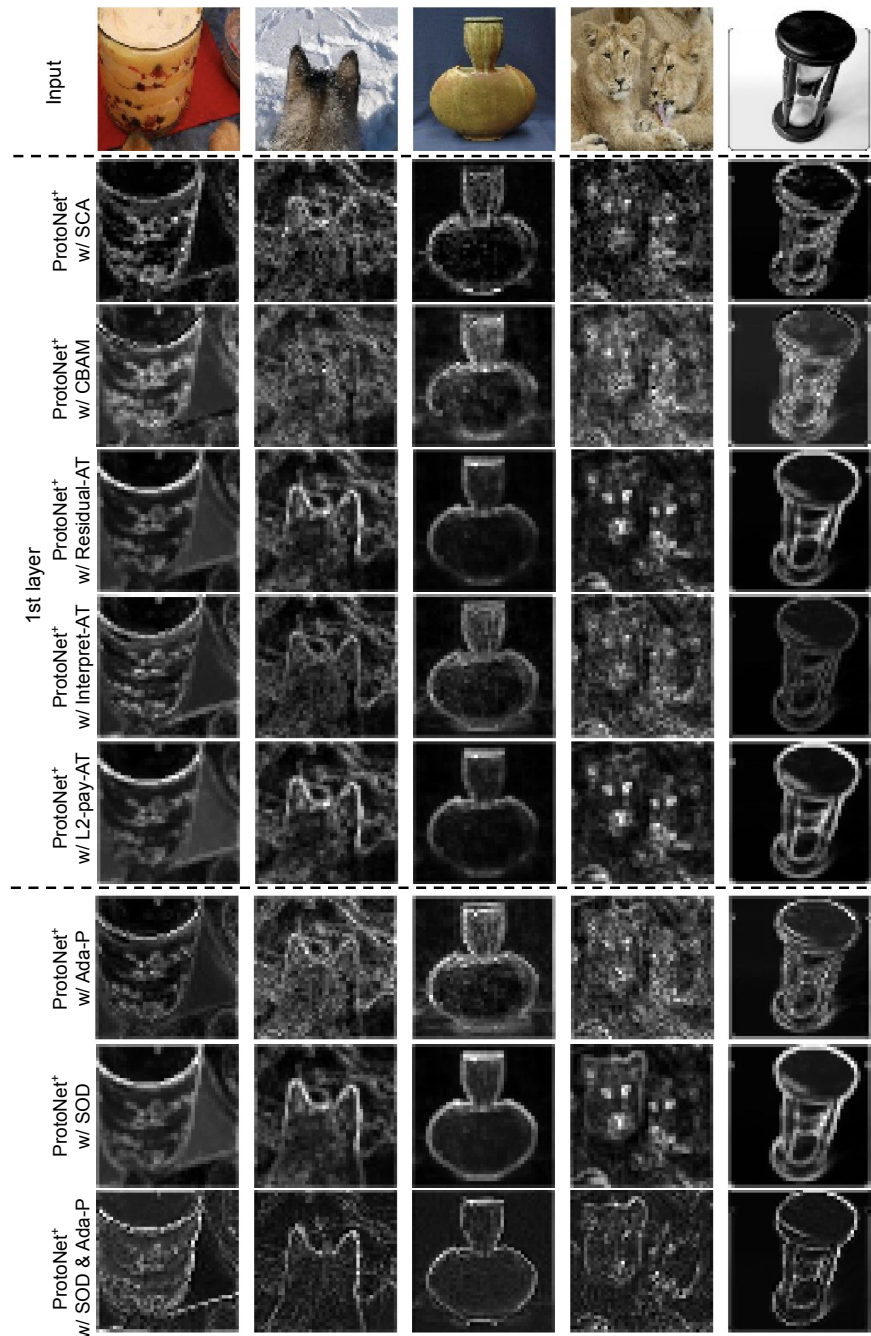 Input
1st layer
ProtoNet⁺
w/ SCA
ProtoNet⁺
w/ CBAM
ProtoNet⁺
w/ Residual-AT
ProtoNet⁺
w/ Interpret-AT
ProtoNet⁺
w/ L2-pay-AT
ProtoNet⁺
w/ Ada-P
ProtoNet⁺
w/ SOD
ProtoNet⁺
w/ SOD & Ada-P